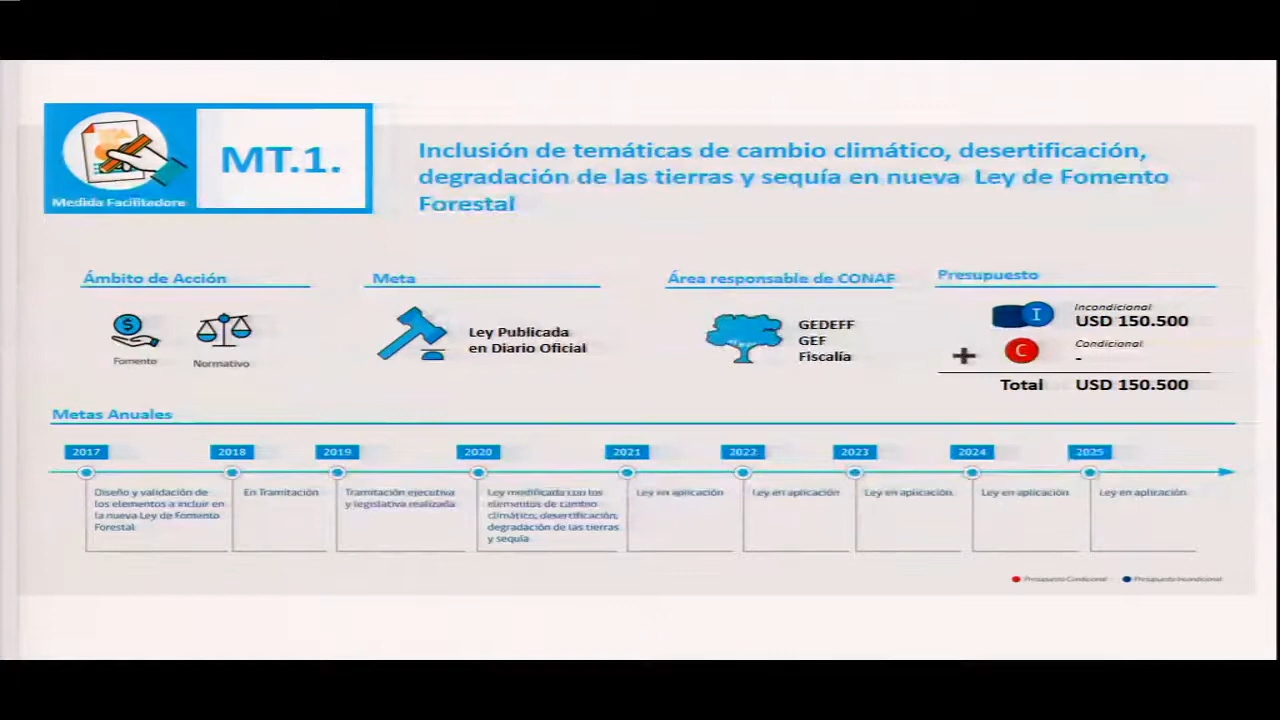 MT.1.
Medida Facilitadore
Inclusión de temáticas de cambio climático, desertificación,
degradación de las tierras y sequía en nueva Ley de Fomento
Forestal
Ámbito de Acción
Fomento
Normativo
Meta
Ley Publicada
en Diario Oficial
Área responsable de CONAF
GEDEFF
GEF
Fiscalía
Presupuesto
I
Incondicional
USD 150.500
+
C
Condicional
-
Total USD 150.500
Metas Anuales
2017
Diseño y validación de
los elementos a incluir en
la nueva Ley de Fomento
Forestal
2018
En Tramitación
2019
Tramitación ejecutiva
y legislativa realizada
2020
Ley modificada con los
elementos de cambio
climático, desertificación,
degradación de las tierras
y sequía
2021
Ley en aplicación
2022
Ley en aplicación
2023
Ley en aplicación
2024
Ley en aplicación
2025
Ley en aplicación
Presupuesto Condicional
Presupuesto Incondicional